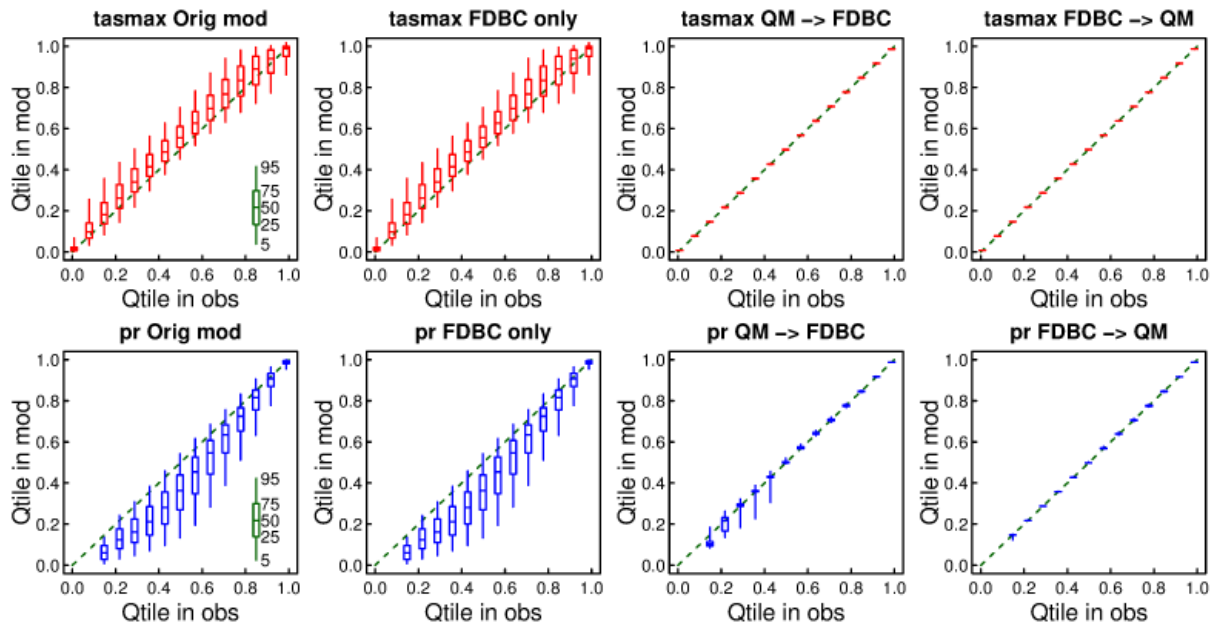 tasmax Orig mod
tasmax FDBC only
tasmax QM −> FDBC
tasmax FDBC −> QM
Qtile in mod
1.0
0.8
0.6
0.4
0.2
0.0
95
75
50
25
5
0.0 0.2 0.4 0.6 0.8 1.0
Qtile in obs
Qtile in mod
1.0
0.8
0.6
0.4
0.2
0.0
0.0 0.2 0.4 0.6 0.8 1.0
Qtile in obs
Qtile in mod
1.0
0.8
0.6
0.4
0.2
0.0
0.0 0.2 0.4 0.6 0.8 1.0
Qtile in obs
Qtile in mod
1.0
0.8
0.6
0.4
0.2
0.0
0.0 0.2 0.4 0.6 0.8 1.0
Qtile in obs
pr Orig mod
pr FDBC only
pr QM −> FDBC
pr FDBC −> QM
Qtile in mod
1.0
0.8
0.6
0.4
0.2
0.0
95
75
50
25
5
0.0 0.2 0.4 0.6 0.8 1.0
Qtile in obs
Qtile in mod
1.0
0.8
0.6
0.4
0.2
0.0
0.0 0.2 0.4 0.6 0.8 1.0
Qtile in obs
Qtile in mod
1.0
0.8
0.6
0.4
0.2
0.0
0.0 0.2 0.4 0.6 0.8 1.0
Qtile in obs
Qtile in mod
1.0
0.8
0.6
0.4
0.2
0.0
0.0 0.2 0.4 0.6 0.8 1.0
Qtile in obs